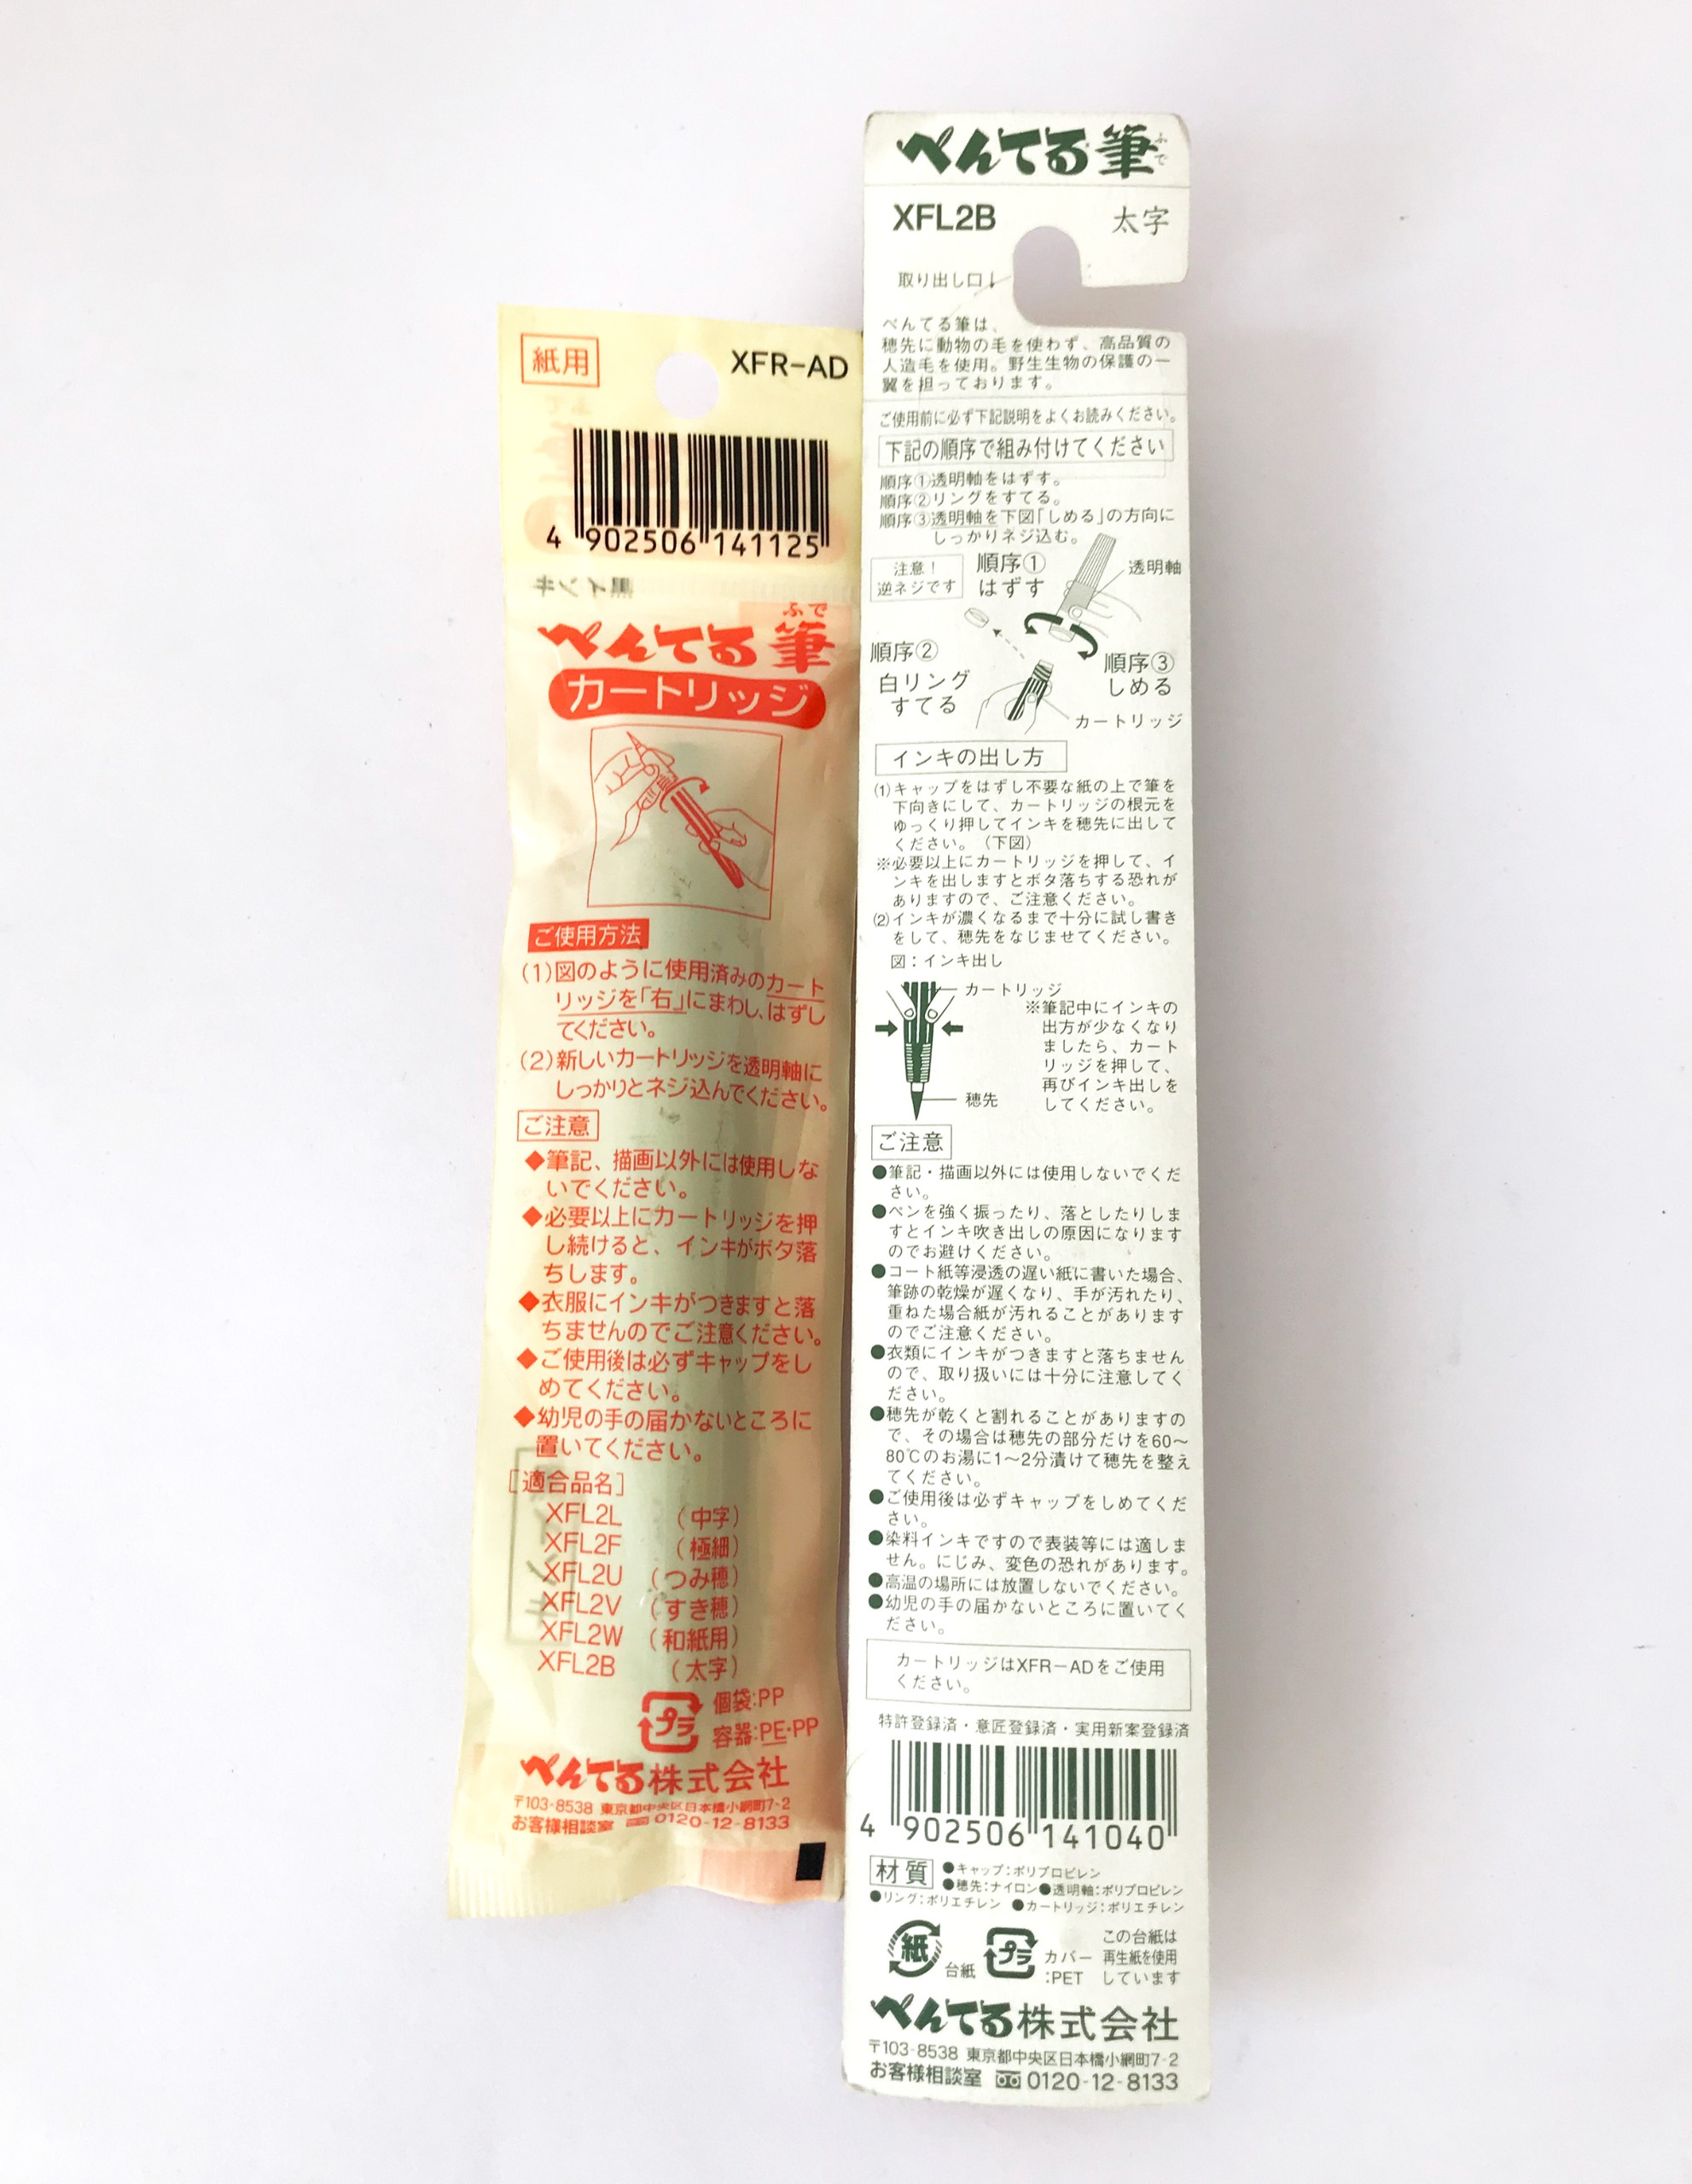 紙用
XFR-AD
4 902506 141125
黒インキ
ふで
ぺんてる筆
カートリッジ
ご使用方法
(1)図のように使用済みのカート
リッジを「右」にまわし、はずし
てください。
(2)新しいカートリッジを透明軸に
しっかりとネジ込んでください。
ご注意
◆筆記、描画以外には使用しな
いでください。
◆必要以上にカートリッジを押
し続けると、インキがボタ落
ちします。
◆衣服にインキがつきますと落
ちませんのでご注意ください。
◆ご使用後は必ずキャップをし
めてください。
◆幼児の手の届かないところに
置いてください。
[適合品名]
XFL2L (中字)
XFL2F (極細)
XFL2U (つみ穂)
XFL2V (すき穂)
XFL2W (和紙用)
XFL2B (太字)
プラ
個袋:PP
容器:PE・PP
ぺんてる株式会社
〒103-8538 東京都中央区日本橋小網町7-2
お客様相談室 0120-12-8133
ぺんてる筆
ふで
XFL2B 太字
取り出し口↓
ぺんてる筆は、
穂先に動物の毛を使わず、高品質の
人造毛を使用。野生生物の保護の一
翼を担っております。
ご使用前に必ず下記説明をよくお読みください。
下記の順序で組み付けてください
順序①透明軸をはずす。
順序②リングをすてる。
順序③透明軸を下図「しめる」の方向に
しっかりネジ込む。
注意!
逆ネジです
順序①
はずす
透明軸
順序②
白リング
すてる
順序③
しめる
カートリッジ
インキの出し方
(1)キャップをはずし不要な紙の上で筆を
下向きにして、カートリッジの根元を
ゆっくり押してインキを穂先に出して
ください。(下図)
※必要以上にカートリッジを押して、イ
ンキを出しますとボタ落ちする恐れが
ありますので、ご注意ください。
(2)インキが濃くなるまで十分に試し書き
をして、穂先をなじませてください。
図:インキ出し
カートリッジ
※筆記中にインキの
出方が少なくなり
ましたら、カート
リッジを押して、
再びインキ出しを
してください。
穂先
ご注意
●筆記・描画以外には使用しないでくだ
さい。
●ペンを強く振ったり、落としたりしま
すとインキ吹き出しの原因になります
のでお避けください。
●コート紙等浸透の遅い紙に書いた場合、
筆跡の乾燥が遅くなり、手が汚れたり、
重ねた場合紙が汚れることがあります
のでご注意ください。
●衣類にインキがつきますと落ちません
ので、取り扱いには十分に注意してく
ださい。
●穂先が乾くと割れることがありますの
で、その場合は穂先の部分だけを60〜
80℃のお湯に1〜2分漬けて穂先を整え
てください。
●ご使用後は必ずキャップをしめてくだ
さい。
●染料インキですので表装等には適しま
せん。にじみ、変色の恐れがあります。
●高温の場所には放置しないでください。
●幼児の手の届かないところに置いてく
ださい。
カートリッジはXFR-ADをご使用
ください。
特許登録済・意匠登録済・実用新案登録済
4 902506 141040
材質 ●キャップ:ポリプロピレン
●穂先:ナイロン●透明軸:ポリプロピレン
●リング:ポリエチレン ●カートリッジ:ポリエチレン
紙 台紙
プラ カバー
:PET
この台紙は
再生紙を使用
しています
ぺんてる株式会社
〒103-8538 東京都中央区日本橋小網町7-2
お客様相談室 0120-12-8133